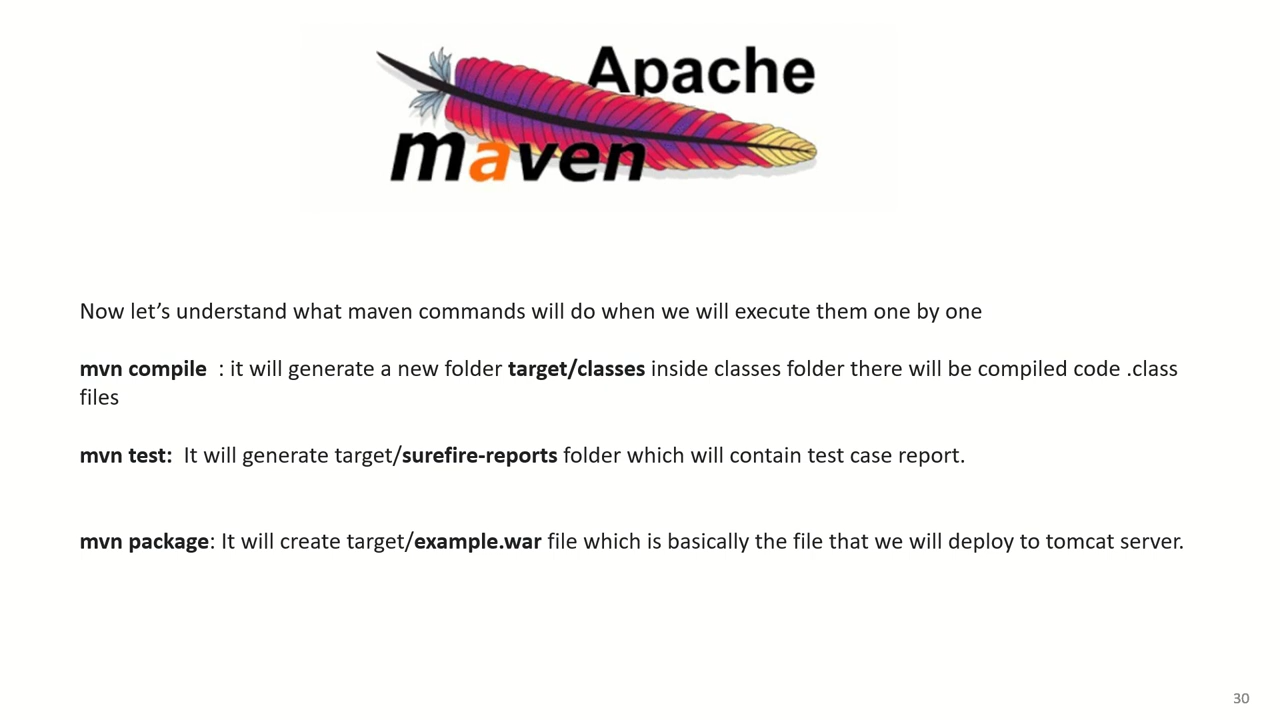 Apache
maven
Now let’s understand what maven commands will do when we will execute them one by one
mvn compile : it will generate a new folder target/classes inside classes folder there will be compiled code .class
files
mvn test: It will generate target/surefire-reports folder which will contain test case report.
mvn package: It will create target/example.war file which is basically the file that we will deploy to tomcat server.
30